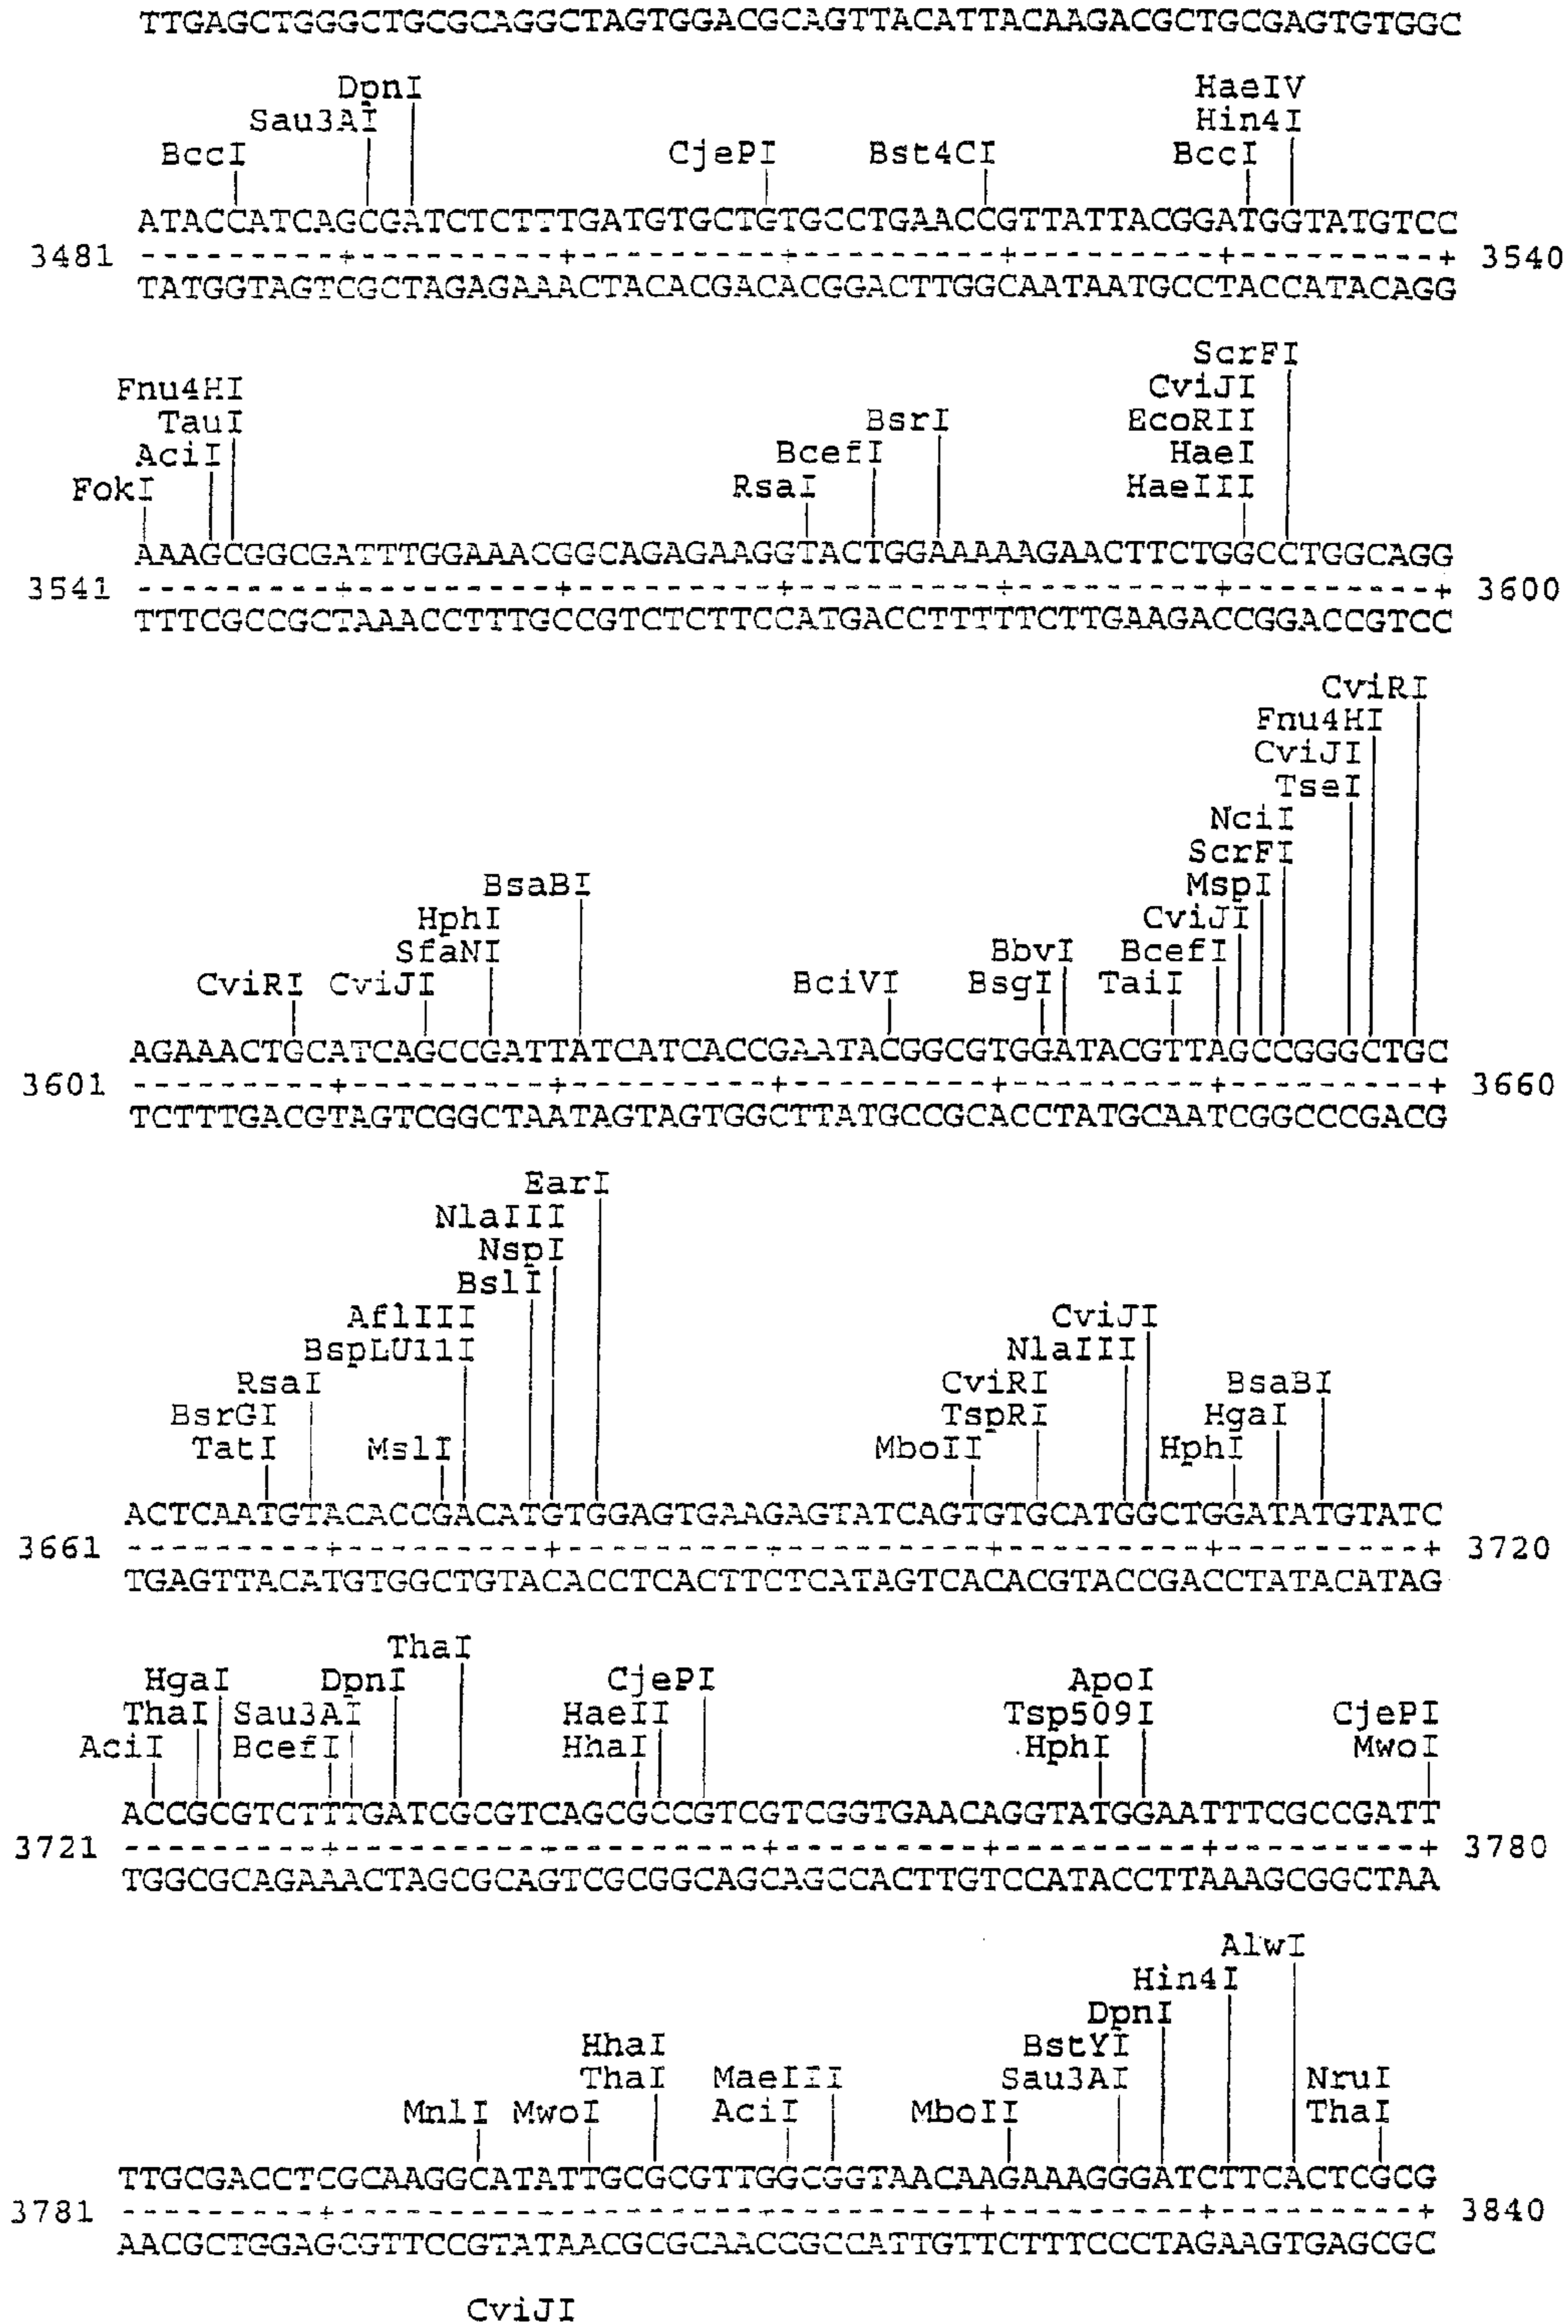 TTGAGCTGGGCTGCGCAGGCTAGTGGACGCAGTTACATTACAAGACGCTGCGAGTGTGGC
DpnI HaeIV
Sau3AI Hin4I
BccI CjePI Bst4CI BccI
ATACCATCAGCGATCTCTTTGATGTGCTGTGCCTGAACCGTTATTACGGATGGTATGTCC
3481 ---------+---------+---------+---------+---------+---------+ 3540
TATGGTAGTCGCTAGAGAAACTACACGACACGGACTTGGCAATAATGCCTACCATACAGG
ScrFI
Fnu4HI CviJI
TauI BsrI EcoRII
AciI BcefI HaeI
FokI RsaI HaeIII
AAAGCGGCGATTTGGAAACGGCAGAGAAGGTACTGGAAAAAGAACTTCTGGCCTGGCAGG
3541 ---------+---------+---------+---------+---------+---------+ 3600
TTTCGCCGCTAAACCTTTGCCGTCTCTTCCATGACCTTTTTCTTGAAGACCGGACCGTCC
CviRI
Fnu4HI
CviJI
TseI
NciI
ScrFI
BsaBI MspI
HphI CviJI
SfaNI BbvI BcefI
CviRI CviJI BciVI BsgI TaiI
AGAAACTGCATCAGCCGATTATCATCACCGAATACGGCGTGGATACGTTAGCCGGGCTGC
3601 ---------+---------+---------+---------+---------+---------+ 3660
TCTTTGACGTAGTCGGCTAATAGTAGTGGCTTATGCCGCACCTATGCAATCGGCCCGACG
EarI
NlaIII
NspI
BslI
AflIII CviJI
BspLU11I NlaIII
RsaI CviRI BsaBI
BsrGI TspRI HgaI
TatI MslI MboII HphI
ACTCAATGTACACCGACATGTGGAGTGAAGAGTATCAGTGTGCATGGCTGGATATGTATC
3661 ---------+---------+---------+---------+---------+---------+ 3720
TGAGTTACATGTGGCTGTACACCTCACTTCTCATAGTCACACGTACCGACCTATACATAG
ThaI
HgaI DpnI CjePI ApoI
ThaI Sau3AI HaeII Tsp509I CjePI
AciI BcefI HhaI HphI MwoI
ACCGCGTCTTTGATCGCGTCAGCGCCGTCGTCGGTGAACAGGTATGGAATTTCGCCGATT
3721 ---------+---------+---------+---------+---------+---------+ 3780
TGGCGCAGAAACTAGCGCAGTCGCGGCAGCAGCCACTTGTCCATACCTTAAAGCGGCTAA
AlwI
Hin4I
DpnI
HhaI BstYI
ThaI MaeIII Sau3AI NruI
MnlI MwoI AciI MboII ThaI
TTGCGACCTCGCAAGGCATATTGCGCGTTGGCGGTAACAAGAAAGGGATCTTCACTCGCG
3781 ---------+---------+---------+---------+---------+---------+ 3840
AACGCTGGAGCGTTCCGTATAACGCGCAACCGCCATTGTTCTTTCCCTAGAAGTGAGCGC
CviJI